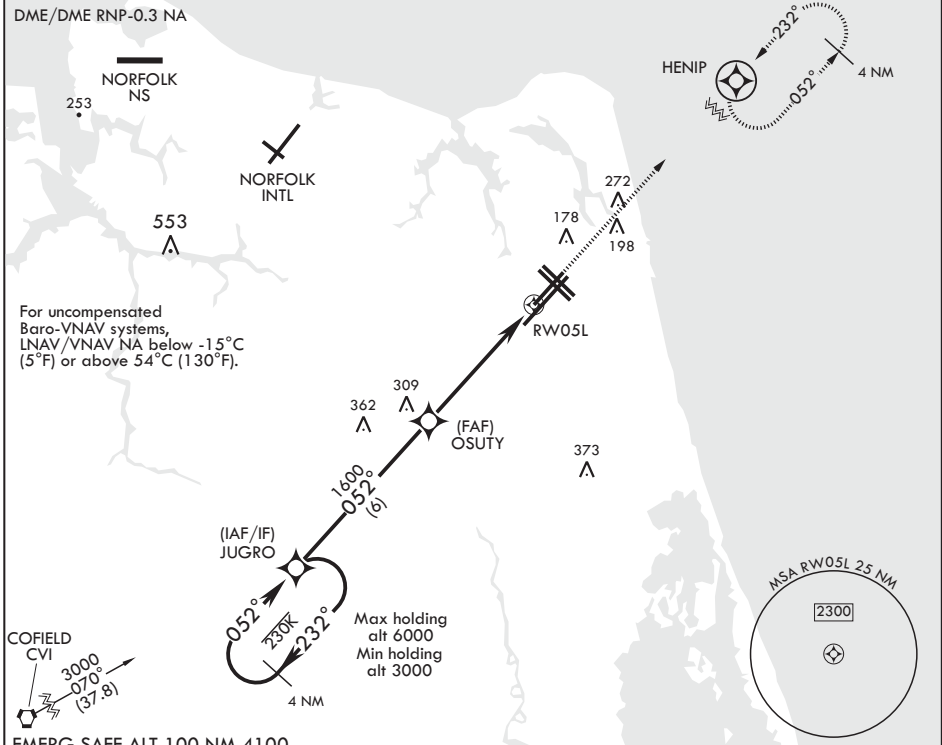 DME/DME RNP-0.3 NA
NORFOLK
NS
253
NORFOLK
INTL
553
HENIP
232°
052°
4 NM
272
178
198
RW05L
For uncompensated
Baro-VNAV systems,
LNAV/VNAV NA below -15°C
(5°F) or above 54°C (130°F).
309
362
(FAF)
OSUTY
373
1600
052°
(6)
(IAF/IF)
JUGRO
052°
230K
232°
4 NM
Max holding
alt 6000
Min holding
alt 3000
MSA RW05L 25 NM
2300
COFIELD
CVI
3000
070°
(37.8)
EMERG SAFE ALT 100 NM 4100